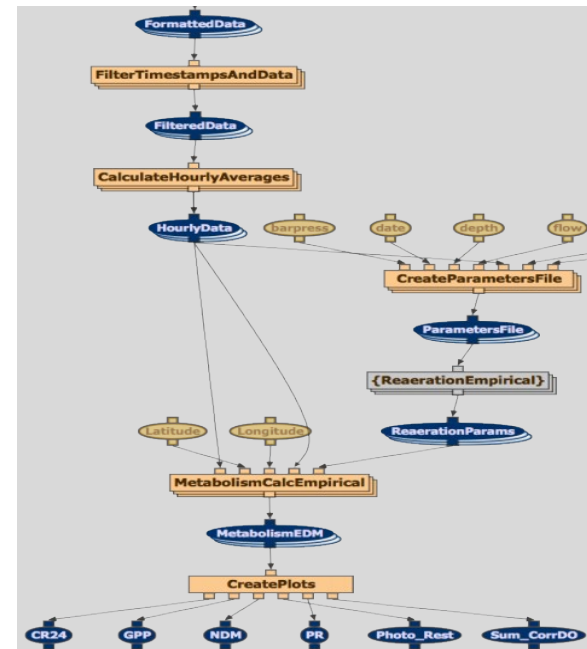 FormattedData
FilterTimestampsAndData
FilteredData
CalculateHourlyAverages
HourlyData
barpress
date
depth
flow
CreateParametersFile
ParametersFile
{ReaerationEmpirical}
Latitude
Longitude
ReaerationParams
MetabolismCalcEmpirical
MetabolismEDM
CreatePlots
CR24
GPP
NDM
PR
Photo_Rest
Sum_CorrDO